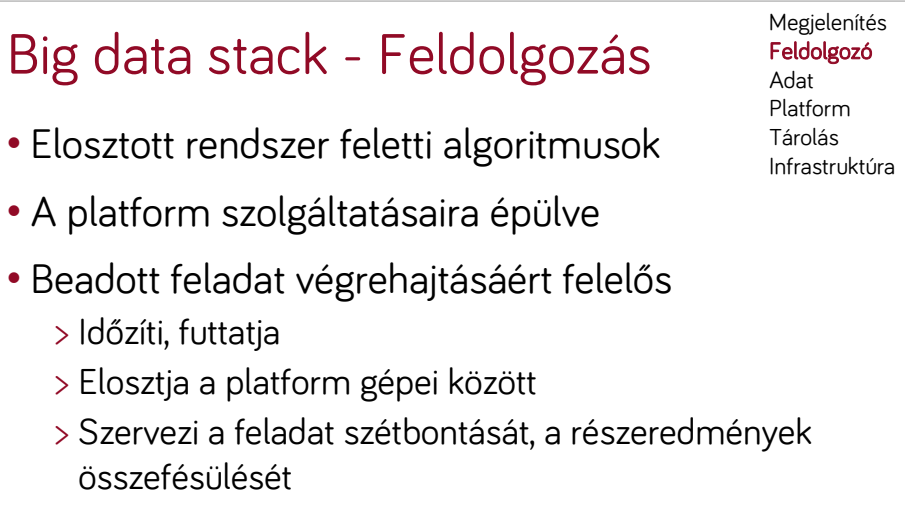 Big data stack - Feldolgozás
Megjelenítés
Feldolgozó
Adat
Platform
Tárolás
Infrastruktúra
• Elosztott rendszer feletti algoritmusok
• A platform szolgáltatásaira épülve
• Beadott feladat végrehajtásáért felelős
> Időzíti, futtatja
> Elosztja a platform gépei között
> Szervezi a feladat szétbontását, a részeredmények
összefésülését